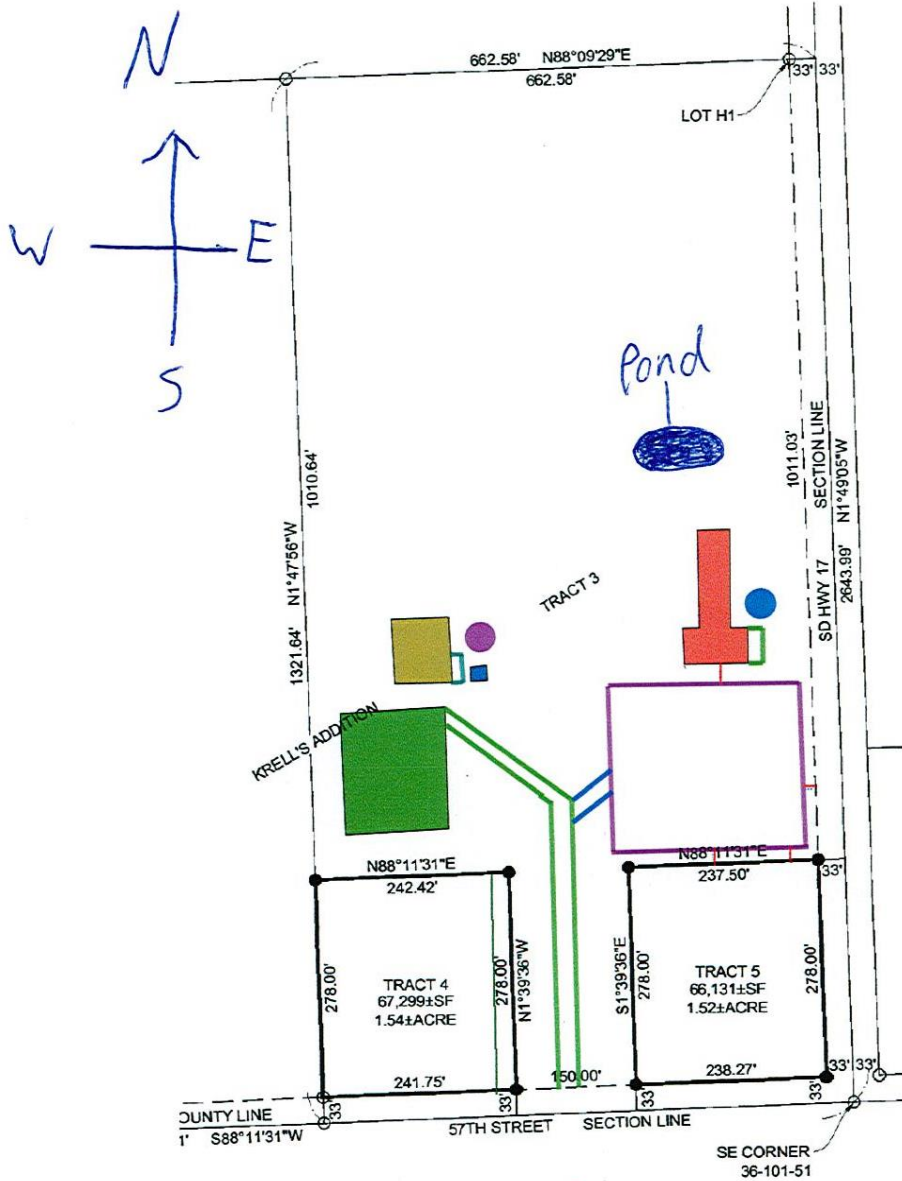 N
W E
S
662.58' N88°09'29"E
662.58'
33' 33'
LOT H1
Pond
1010.64'
1321.64' N1°47'56"W
1011.03'
SECTION LINE
SD HWY 17
2643.99' N1°49'05"W
TRACT 3
KRELL'S ADDITION
N88°11'31"E
242.42'
N88°11'31"E
237.50'
33'
278.00'
TRACT 4
67,299±SF
1.54±ACRE
278.00'
N1°39'36"W
S1°39'36"E
278.00'
TRACT 5
66,131±SF
1.52±ACRE
278.00'
241.75'
150.00'
238.27'
33' 33'
33' 33' 33' 33'
OUNTY LINE
1' S88°11'31"W
57TH STREET SECTION LINE
SE CORNER
36-101-51